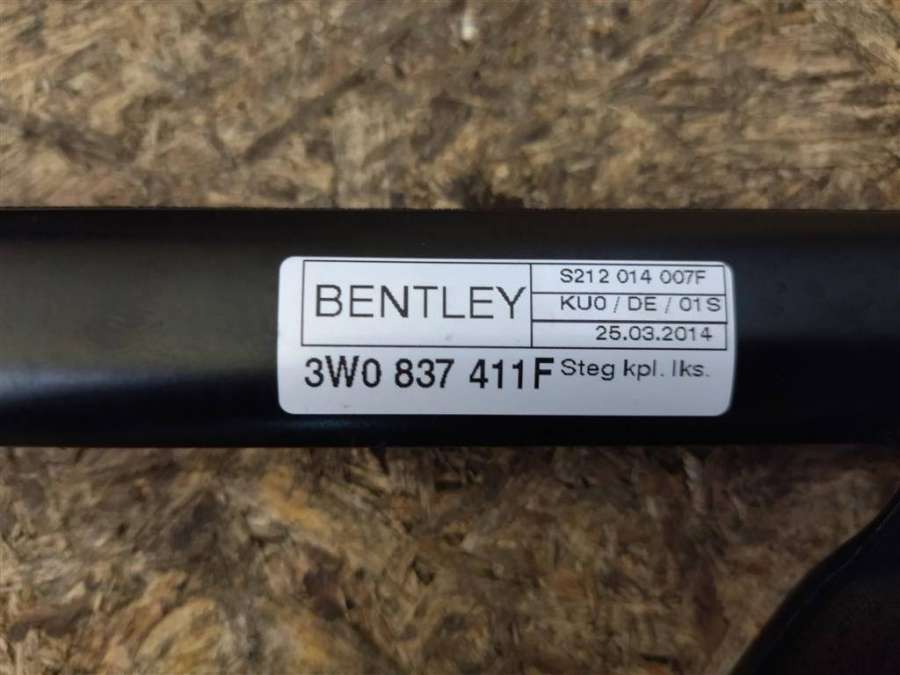 BENTLEY
S212 014 007F
KU0 / DE / 01S
25.03.2014
3W0 837 411F Steg kpl. lks.